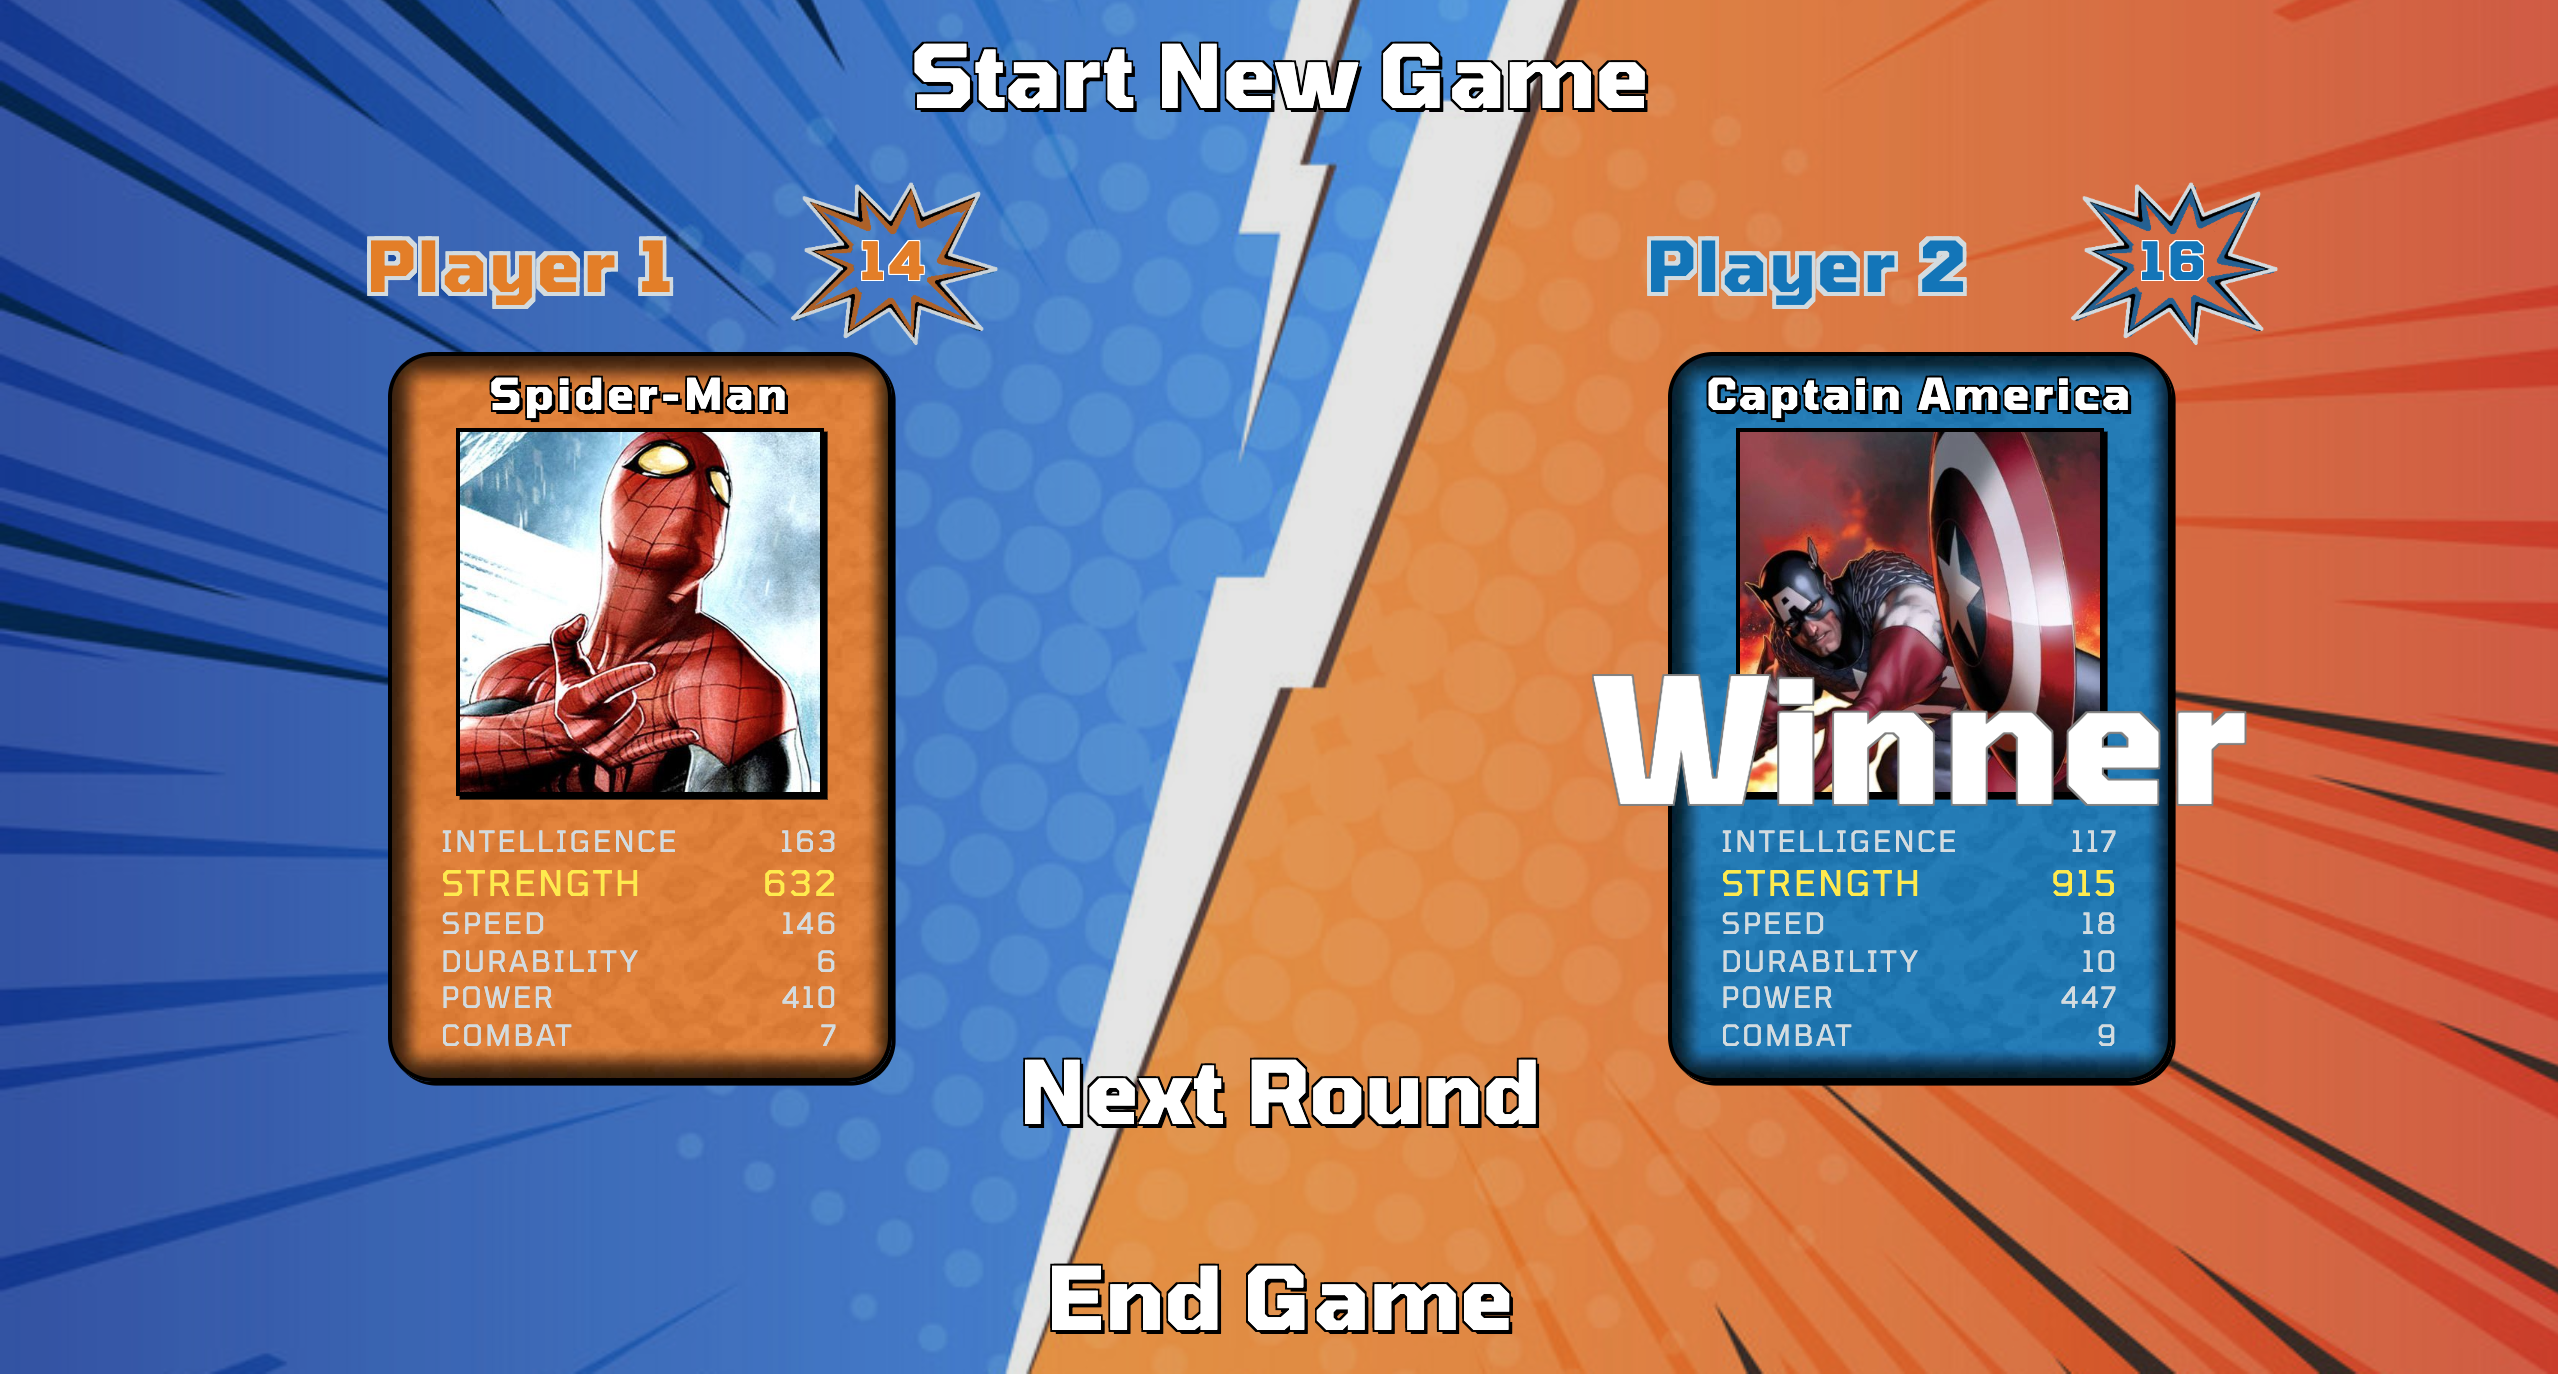 Start New Game
Player 1
14
Player 2
16
Spider-Man
INTELLIGENCE 163
STRENGTH 632
SPEED 146
DURABILITY 6
POWER 410
COMBAT 7
Captain America
A
Winner
INTELLIGENCE 117
STRENGTH 915
SPEED 18
DURABILITY 10
POWER 447
COMBAT 9
Next Round
End Game